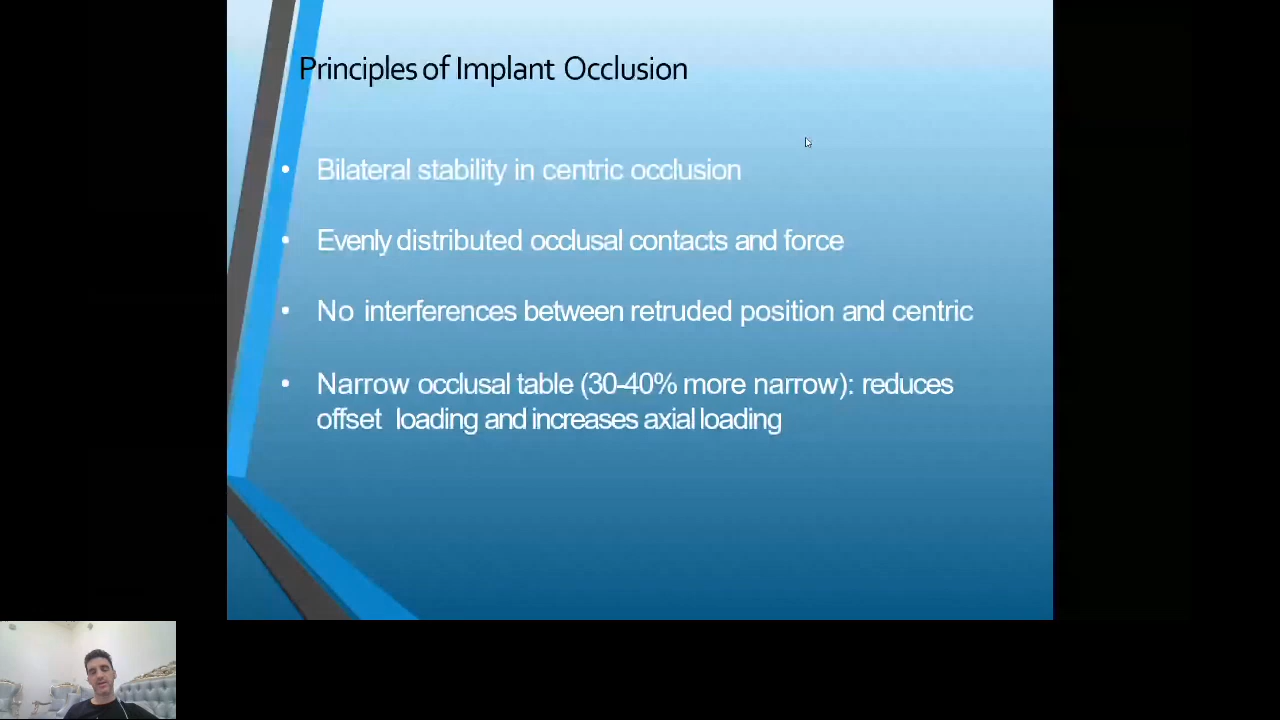 Principles of Implant Occlusion
• Bilateral stability in centric occlusion
• Evenly distributed occlusal contacts and force
• No interferences between retruded position and centric
• Narrow occlusal table (30-40% more narrow): reduces
offset loading and increases axial loading